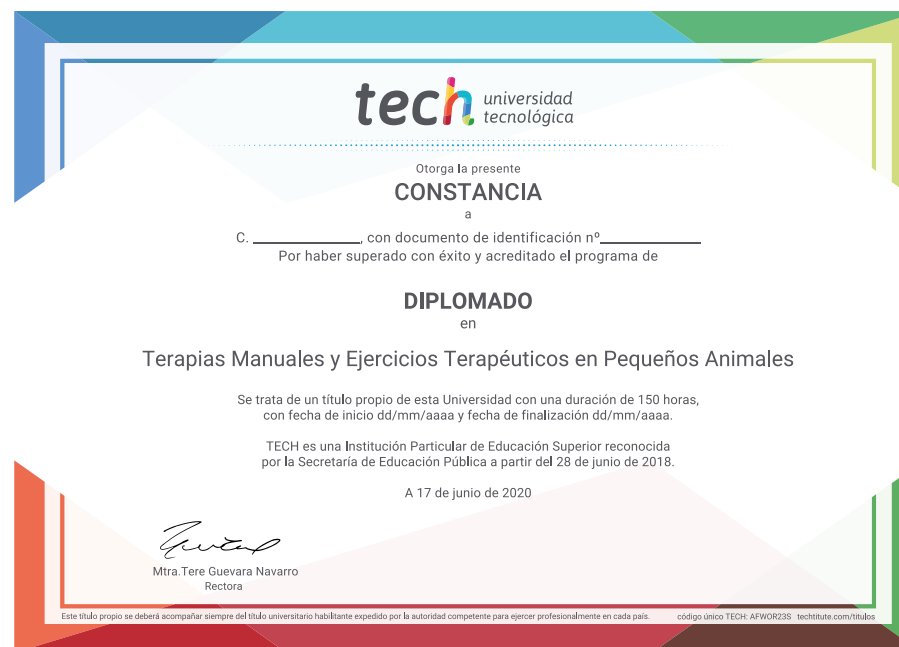 tech universidad
tecnológica
Otorga la presente
CONSTANCIA
a
C. ______________, con documento de identificación nº_____________
Por haber superado con éxito y acreditado el programa de
DIPLOMADO
en
Terapias Manuales y Ejercicios Terapéuticos en Pequeños Animales
Se trata de un título propio de esta Universidad con una duración de 150 horas,
con fecha de inicio dd/mm/aaaa y fecha de finalización dd/mm/aaaa.
TECH es una Institución Particular de Educación Superior reconocida
por la Secretaría de Educación Pública a partir del 28 de junio de 2018.
A 17 de junio de 2020
Mtra.Tere Guevara Navarro
Rectora
Este título propio se deberá acompañar siempre del título universitario habilitante expedido por la autoridad competente para ejercer profesionalmente en cada país. código único TECH: AFWOR23S techtitute.com/titulos